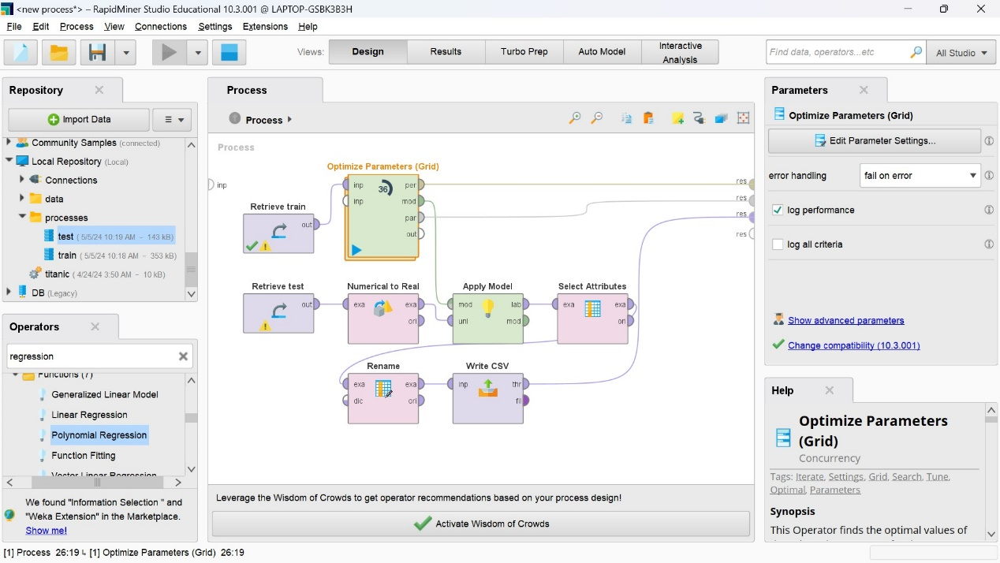 <new process*> – RapidMiner Studio Educational 10.3.001 @ LAPTOP-GSBK3B3H
File Edit Process View Connections Settings Extensions Help
Views: Design Results Turbo Prep Auto Model Interactive Analysis
Find data, operators...etc
All Studio
Repository
Import Data
Community Samples (connected)
Local Repository (Local)
Connections
data
processes
test ( 5/5/24 10:19 AM – 143 kB)
train ( 5/5/24 10:18 AM – 353 kB)
titanic ( 4/24/24 3:50 AM – 10 kB)
DB (Legacy)
Operators
regression
Functions (7)
Generalized Linear Model
Linear Regression
Polynomial Regression
Function Fitting
Vector Linear Regression
We found "Information Selection " and
"Weka Extension" in the Marketplace.
Show me!
Process
Process
Process
inp
Optimize Parameters (Grid)
inp 36 per
inp mod
par
out
res
res
res
res
Retrieve train
out
Retrieve test
out
Numerical to Real
exa exa
ori
Apply Model
mod lab
unl mod
Select Attributes
exa exa
ori
Rename
exa exa
dic ori
Write CSV
inp thr
fil
Leverage the Wisdom of Crowds to get operator recommendations based on your process design!
Activate Wisdom of Crowds
Parameters
Optimize Parameters (Grid)
Edit Parameter Settings...
error handling fail on error
log performance
log all criteria
Show advanced parameters
Change compatibility (10.3.001)
Help
Optimize Parameters
(Grid)
Concurrency
Tags: Iterate, Settings, Grid, Search, Tune,
Optimal, Parameters
Synopsis
This Operator finds the optimal values of
[1] Process 26:19 ↳ [1] Optimize Parameters (Grid) 26:19